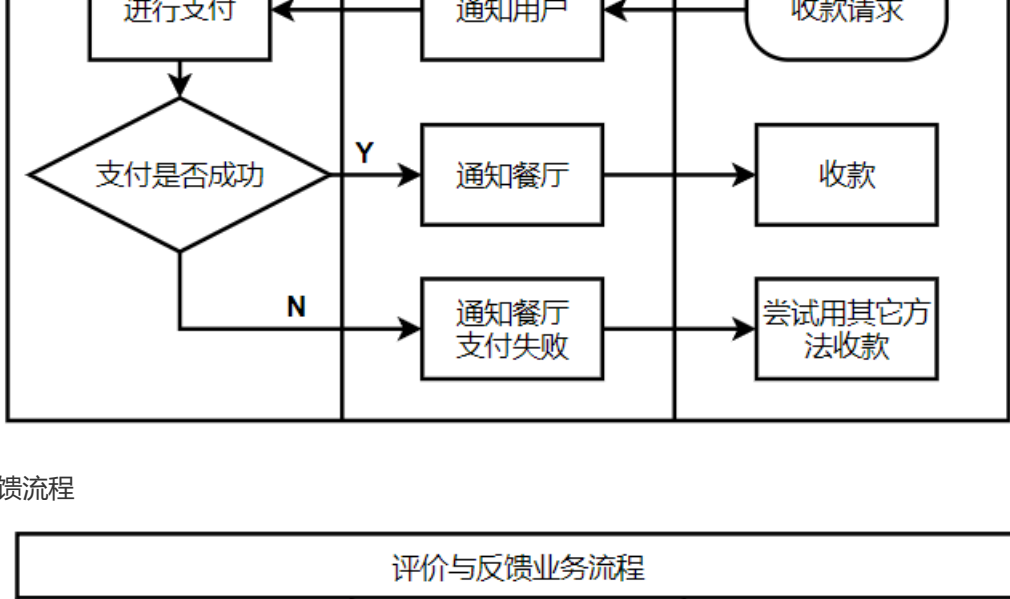 进行支付
通知用户
收款请求
支付是否成功
Y
通知餐厅
收款
N
通知餐厅
支付失败
尝试用其它方
法收款
馈流程
评价与反馈业务流程